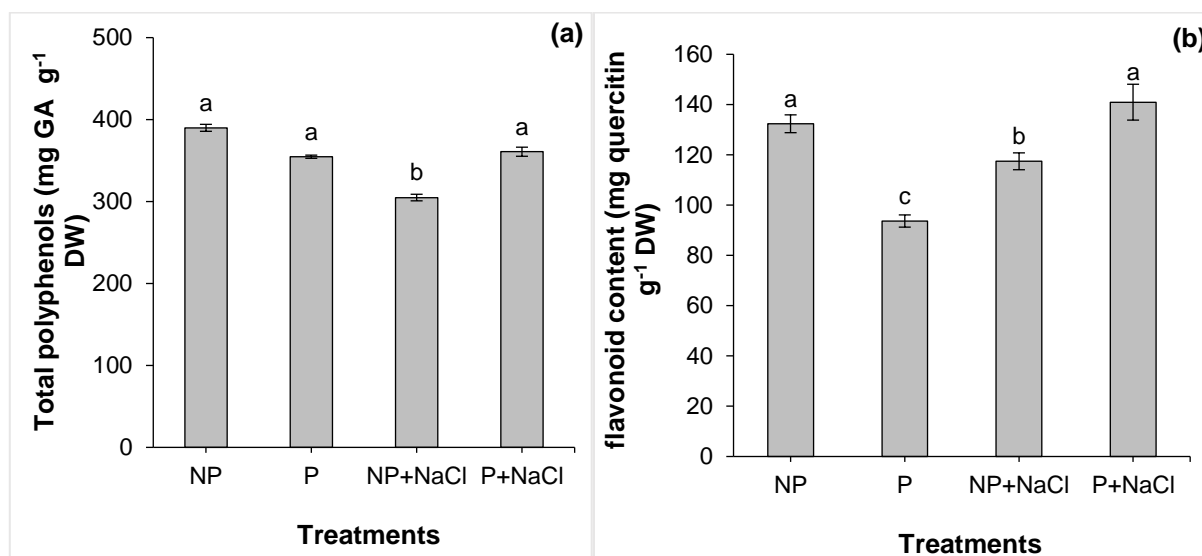 (a)
Total polyphenols (mg GA g⁻¹
DW)
500
400
300
200
100
0
a
a
b
a
NP
P
NP+NaCl
P+NaCl
Treatments
(b)
flavonoid content (mg quercitin
g⁻¹ DW)
160
140
120
100
80
60
40
20
0
a
c
b
a
NP
P
NP+NaCl
P+NaCl
Treatments